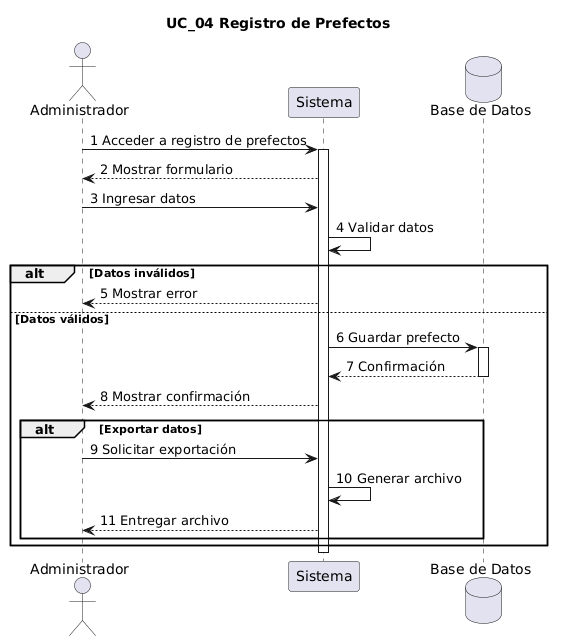 UC_04 Registro de Prefectos
Administrador
Sistema
Base de Datos
1 Acceder a registro de prefectos
2 Mostrar formulario
3 Ingresar datos
4 Validar datos
alt [Datos inválidos]
5 Mostrar error
[Datos válidos]
6 Guardar prefecto
7 Confirmación
8 Mostrar confirmación
alt [Exportar datos]
9 Solicitar exportación
10 Generar archivo
11 Entregar archivo
Administrador
Sistema
Base de Datos